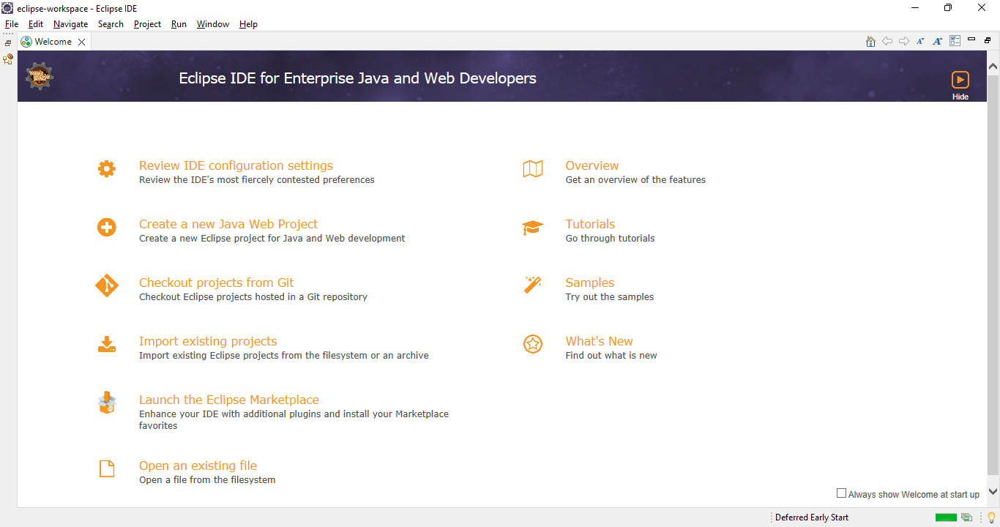 eclipse-workspace - Eclipse IDE
File Edit Navigate Search Project Run Window Help
Welcome
Eclipse IDE for Enterprise Java and Web Developers
Hide
Review IDE configuration settings
Review the IDE's most fiercely contested preferences
Create a new Java Web Project
Create a new Eclipse project for Java and Web development
Checkout projects from Git
Checkout Eclipse projects hosted in a Git repository
Import existing projects
Import existing Eclipse projects from the filesystem or an archive
Launch the Eclipse Marketplace
Enhance your IDE with additional plugins and install your Marketplace
favorites
Open an existing file
Open a file from the filesystem
Overview
Get an overview of the features
Tutorials
Go through tutorials
Samples
Try out the samples
What's New
Find out what is new
Always show Welcome at start up
Deferred Early Start